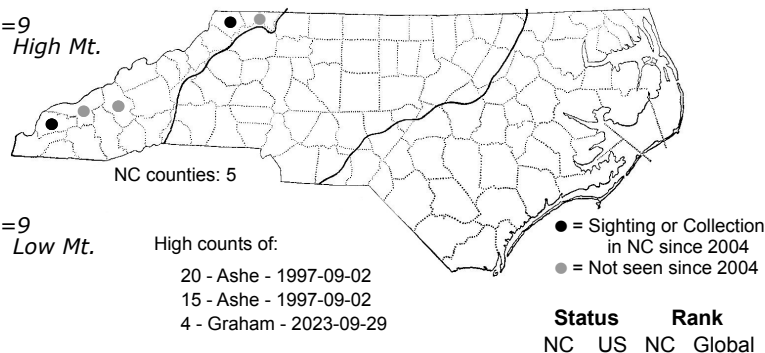 =9
High Mt.
NC counties: 5
=9
Low Mt.
High counts of:
20 - Ashe - 1997-09-02
15 - Ashe - 1997-09-02
4 - Graham - 2023-09-29
= Sighting or Collection
in NC since 2004
= Not seen since 2004
Status Rank
NC US NC Global